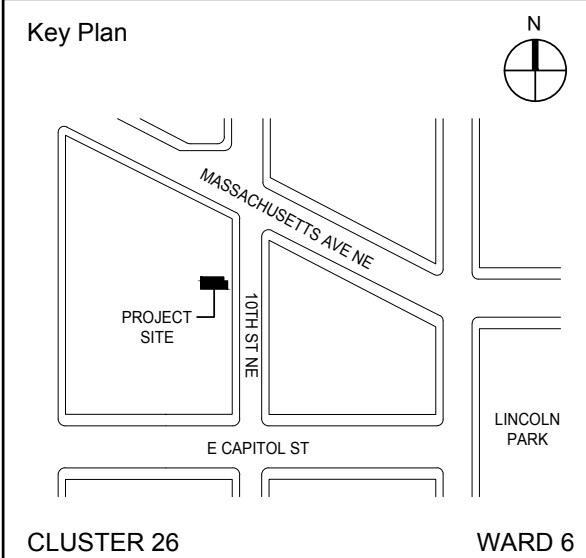 Key Plan
N
MASSACHUSETTS AVE NE
PROJECT
SITE
10TH ST NE
LINCOLN
PARK
E CAPITOL ST
CLUSTER 26
WARD 6